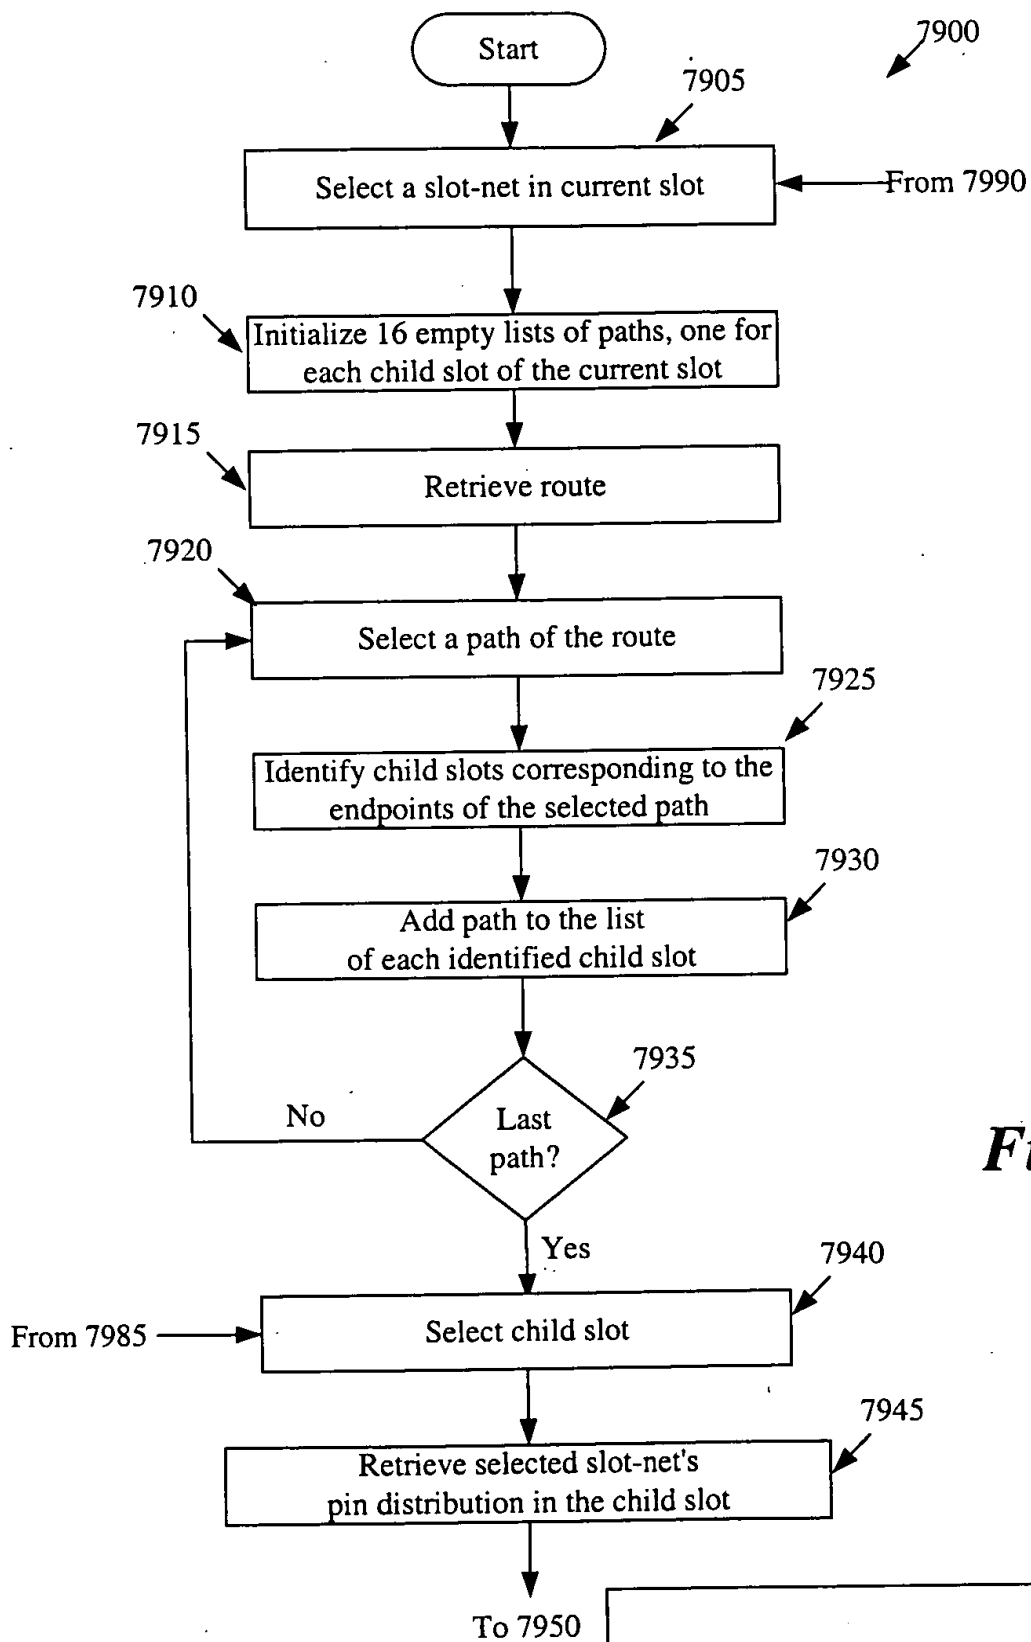 Start
7900
7905
Select a slot-net in current slot
From 7990
7910
Initialize 16 empty lists of paths, one for
each child slot of the current slot
7915
Retrieve route
7920
Select a path of the route
7925
Identify child slots corresponding to the
endpoints of the selected path
7930
Add path to the list
of each identified child slot
7935
Last
path?
No
Yes
7940
From 7985
Select child slot
7945
Retrieve selected slot-net's
pin distribution in the child slot
To 7950